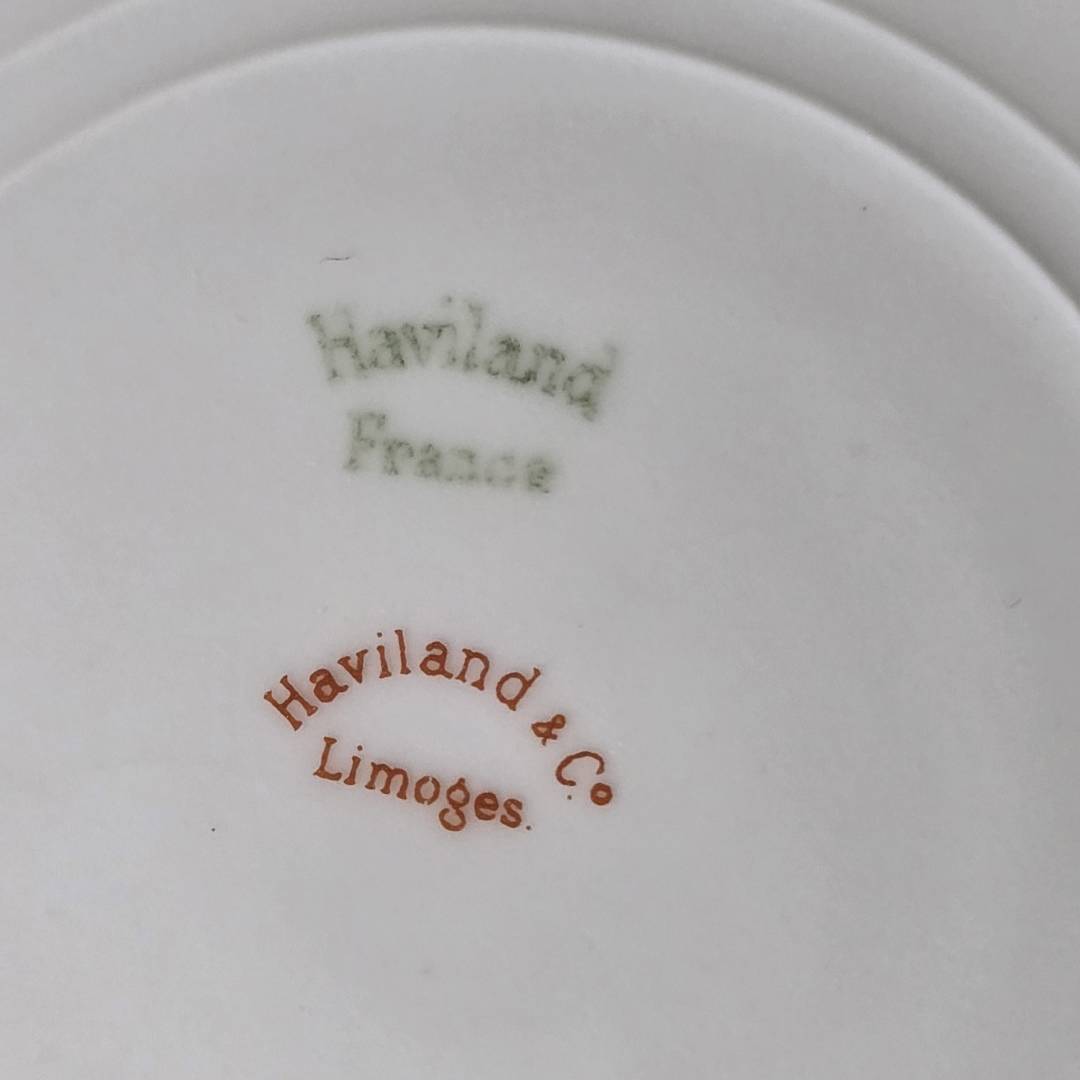 Haviland
France
Haviland & Co
Limoges.